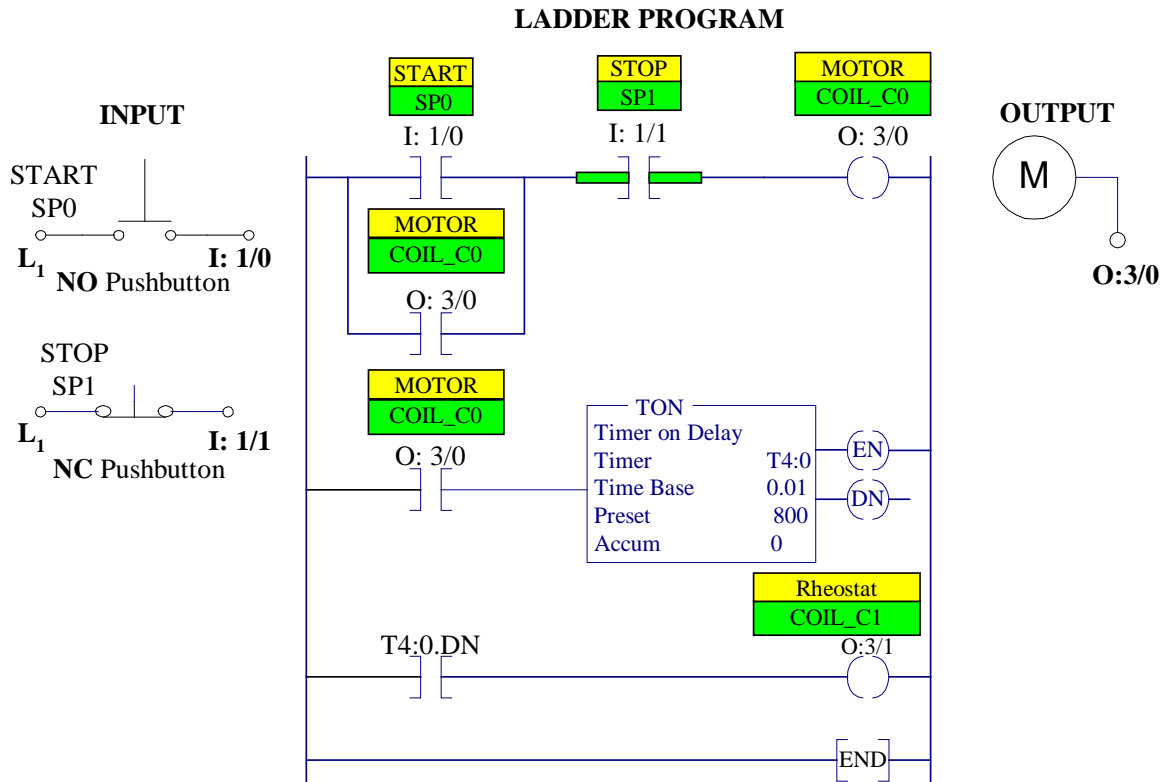 LADDER PROGRAM
INPUT
START
SP0
L1
I: 1/0
NO Pushbutton
STOP
SP1
L1
I: 1/1
NC Pushbutton
START
SP0
I: 1/0
STOP
SP1
I: 1/1
MOTOR
COIL_C0
O: 3/0
MOTOR
COIL_C0
O: 3/0
MOTOR
COIL_C0
O: 3/0
TON
Timer on Delay
Timer T4:0
Time Base 0.01
Preset 800
Accum 0
EN
DN
T4:0.DN
Rheostat
COIL_C1
O:3/1
END
OUTPUT
M
O:3/0